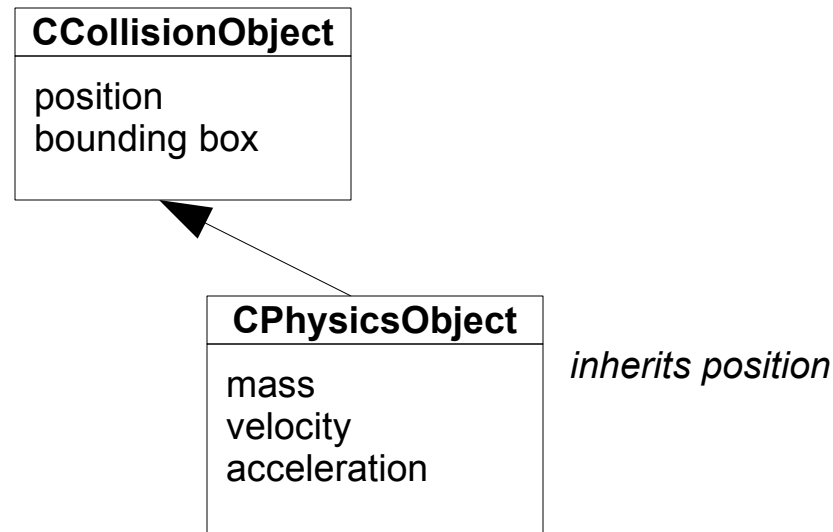 CCollisionObject
position
bounding box
CPhysicsObject
mass
velocity
acceleration
inherits position